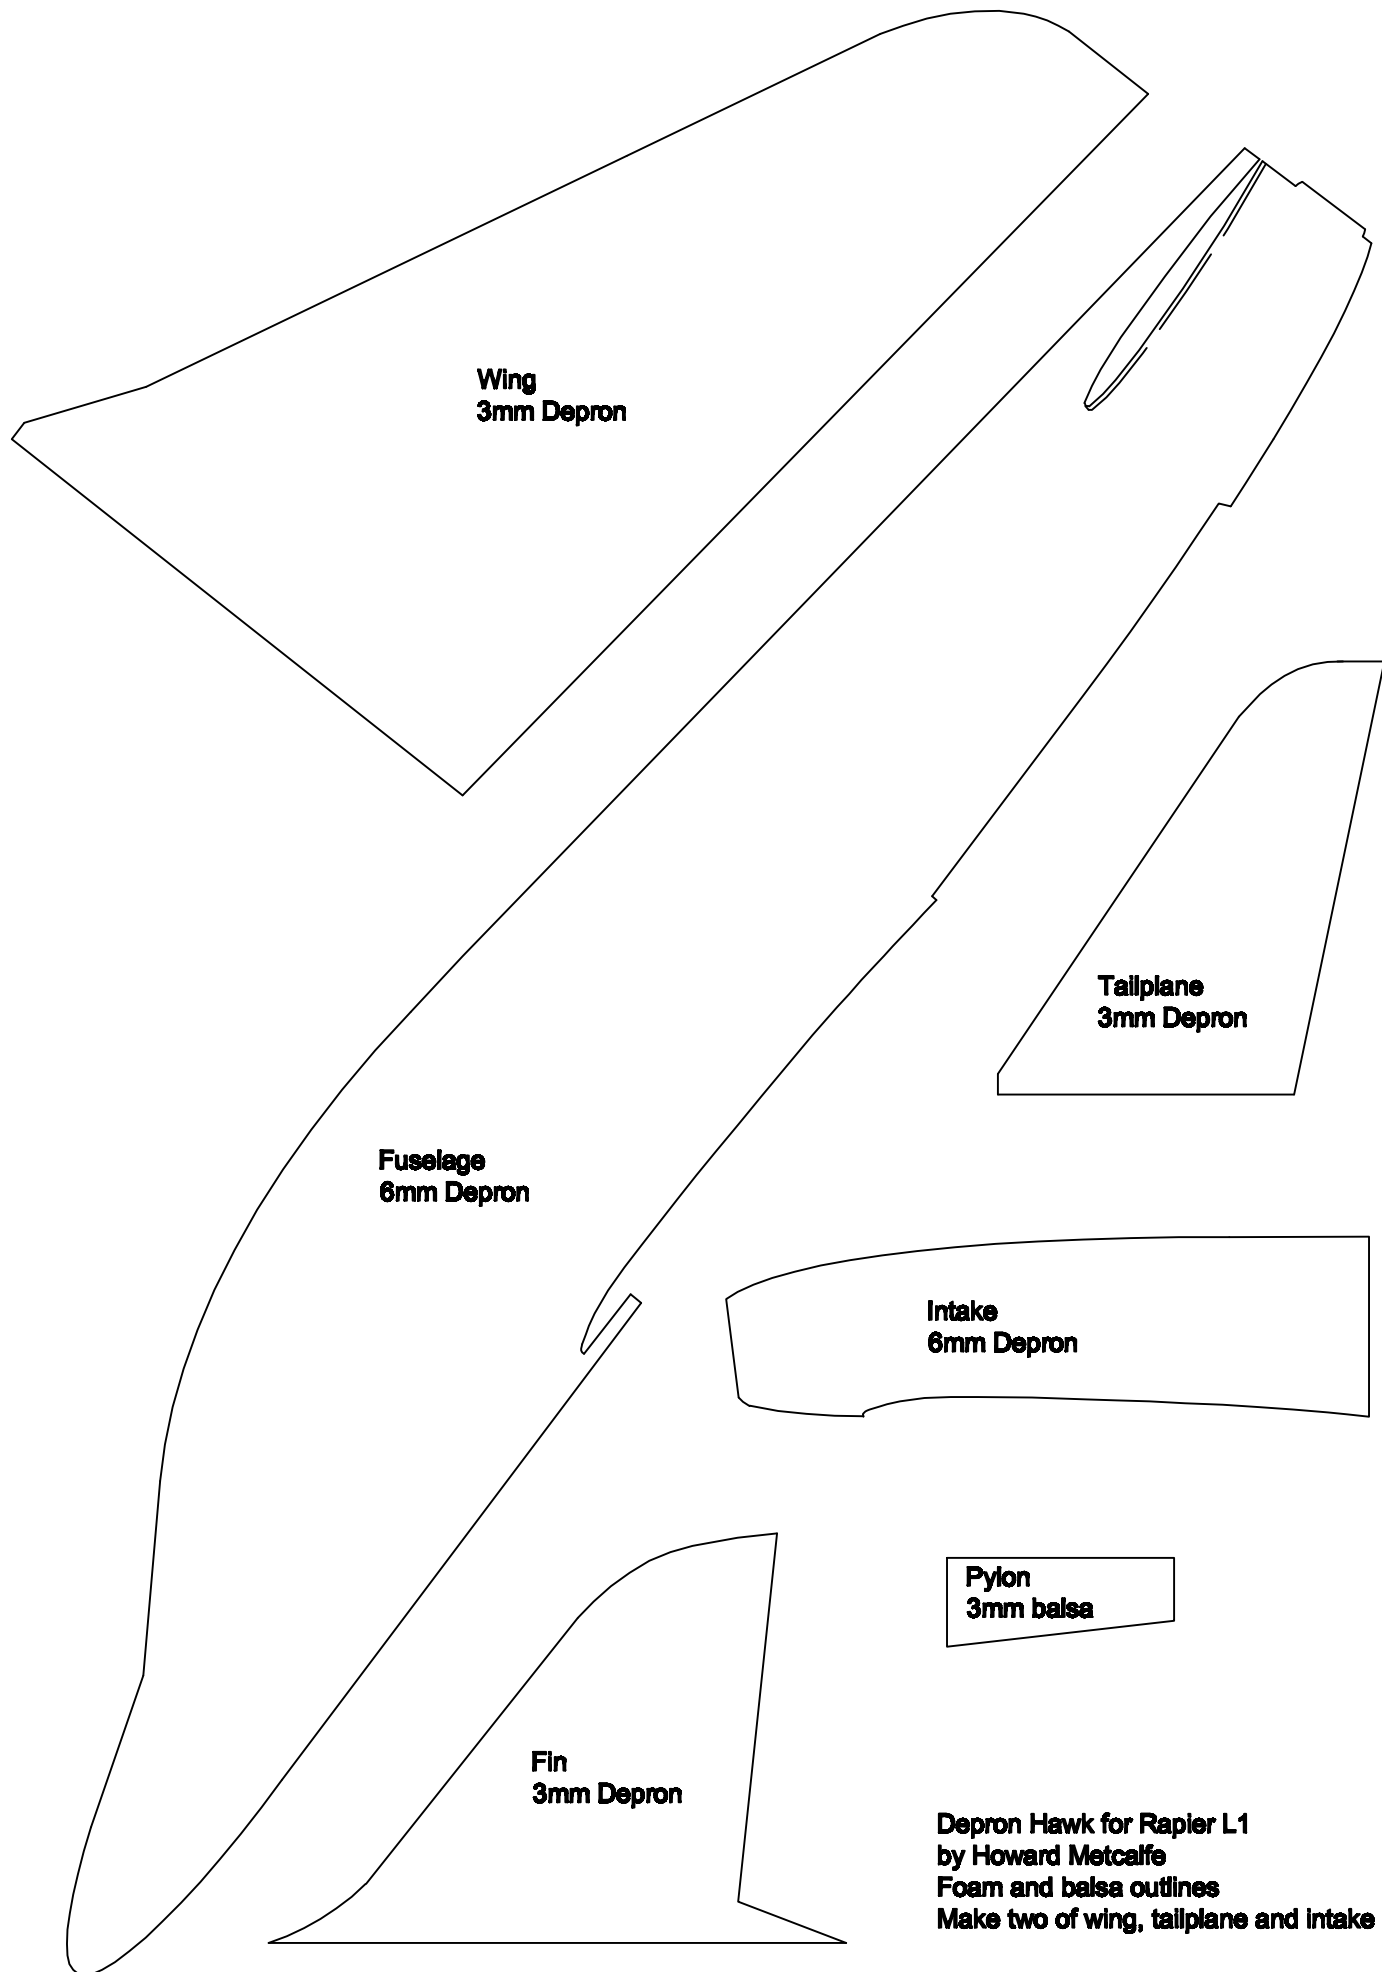 Wing
3mm Depron
Tailplane
3mm Depron
Fuselage
6mm Depron
Intake
6mm Depron
Pylon
3mm balsa
Fin
3mm Depron
Depron Hawk for Rapier L1
by Howard Metcalfe
Foam and balsa outlines
Make two of wing, tailplane and intake